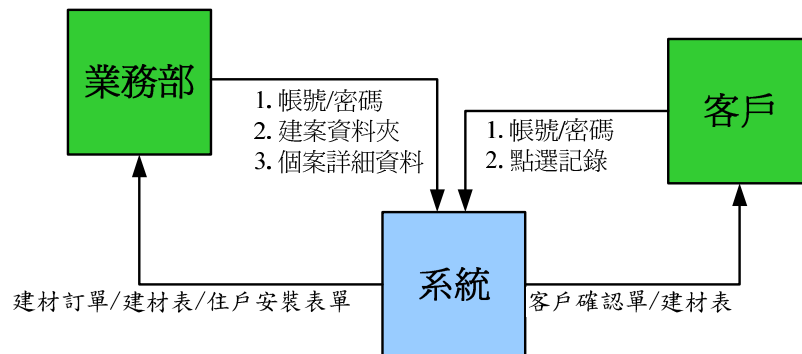 業務部
1. 帳號/密碼
2. 建案資料夾
3. 個案詳細資料
客戶
1. 帳號/密碼
2. 點選記錄
系統
建材訂單/建材表/住戶安裝表單
客戶確認單/建材表